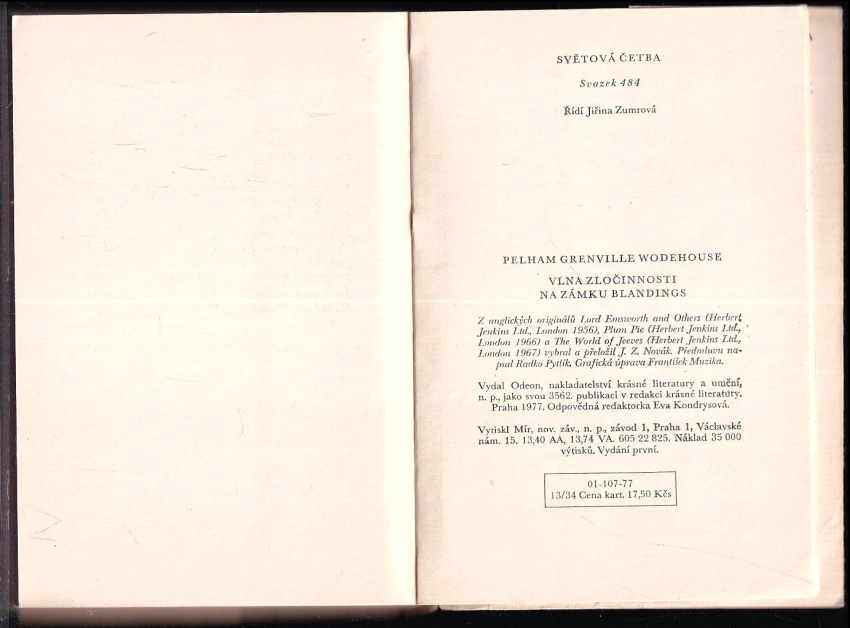 SVĚTOVÁ ČETBA
Svazek 484
Řídí Jiřina Zumrová
PELHAM GRENVILLE WODEHOUSE
VLNA ZLOČINNOSTI
NA ZÁMKU BLANDINGS
Z anglických originálů Lord Emsworth and Others (Herbert
Jenkins Ltd., London 1956), Plum Pie (Herbert Jenkins Ltd.,
London 1966) a The World of Jeeves (Herbert Jenkins Ltd.,
London 1967) vybral a přeložil J. Z. Novák. Předmluvu na-
psal Radko Pytlík. Grafická úprava František Muzika.
Vydal Odeon, nakladatelství krásné literatury a umění,
n. p., jako svou 3562. publikaci v redakci krásné literatury.
Praha 1977. Odpovědná redaktorka Eva Kondrysová.
Vytiskl Mír, nov. záv., n. p., závod 1, Praha 1, Václavské
nám. 15. 13,40 AA, 13,74 VA. 605 22 825. Náklad 35 000
výtisků. Vydání první.
01-107-77
13/34 Cena kart. 17,50 Kčs